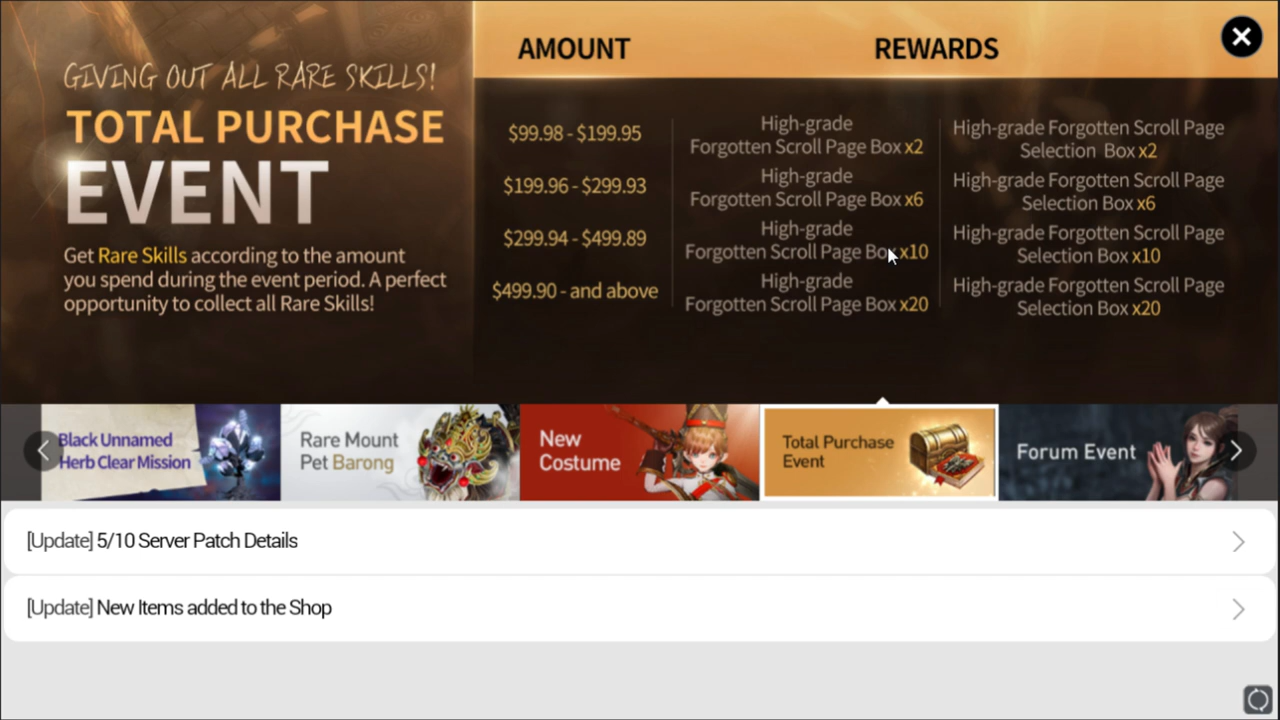 GIVING OUT ALL RARE SKILLS!
TOTAL PURCHASE
EVENT
Get Rare Skills according to the amount
you spend during the event period. A perfect
opportunity to collect all Rare Skills!
AMOUNT
REWARDS
$99.98 - $199.95
High-grade
Forgotten Scroll Page Box x2
High-grade Forgotten Scroll Page
Selection Box x2
$199.96 - $299.93
High-grade
Forgotten Scroll Page Box x6
High-grade Forgotten Scroll Page
Selection Box x6
$299.94 - $499.89
High-grade
Forgotten Scroll Page Box x10
High-grade Forgotten Scroll Page
Selection Box x10
$499.90 - and above
High-grade
Forgotten Scroll Page Box x20
High-grade Forgotten Scroll Page
Selection Box x20
Black Unnamed
Herb Clear Mission
Rare Mount
Pet Barong
New
Costume
Total Purchase
Event
Forum Event
[Update] 5/10 Server Patch Details
[Update] New Items added to the Shop